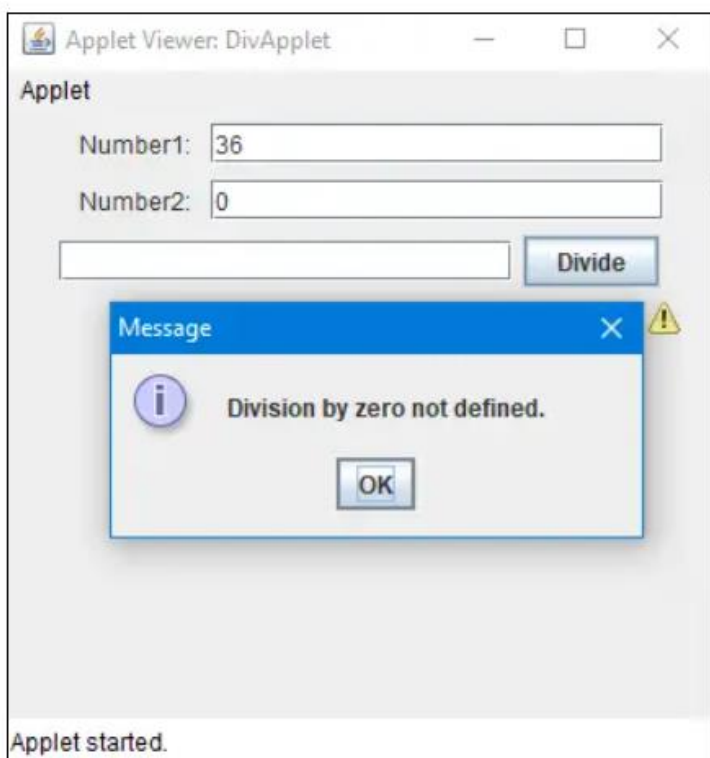 Applet Viewer: DivApplet
Applet
Number1: 36
Number2: 0
Divide
Message
Division by zero not defined.
OK
Applet started.